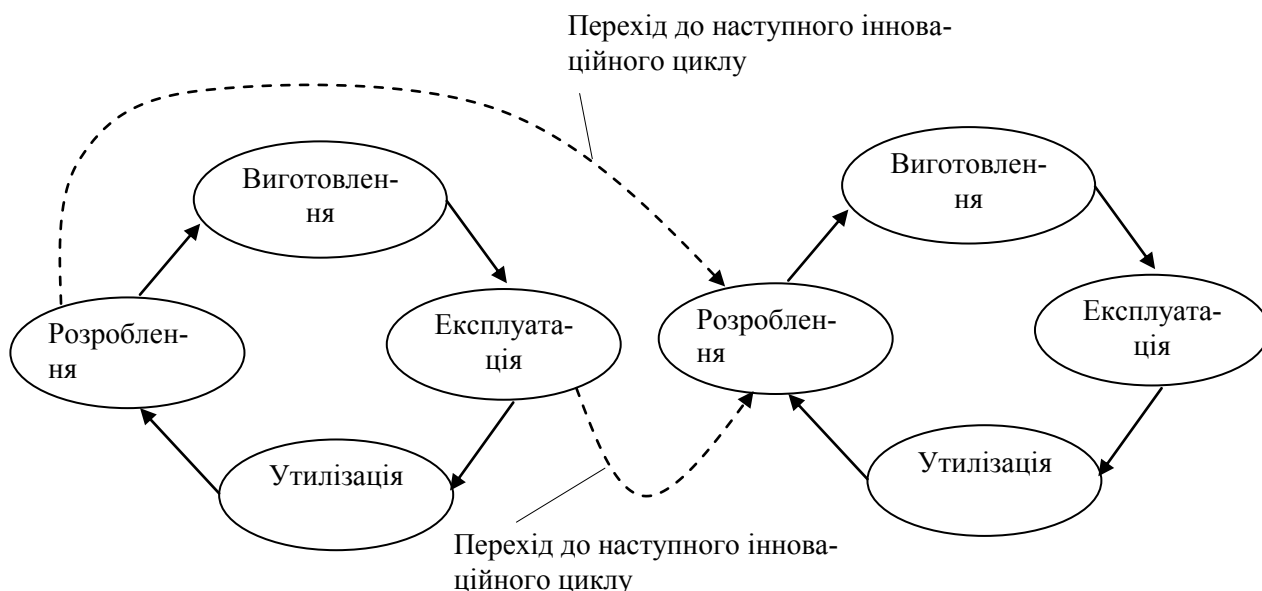 Перехід до наступного іннова-
ційного циклу
Виготовлен-
ня
Розроблен-
ня
Експлуата-
ція
Утилізація
Виготовлен-
ня
Розроблен-
ня
Експлуата-
ція
Утилізація
Перехід до наступного іннова-
ційного циклу